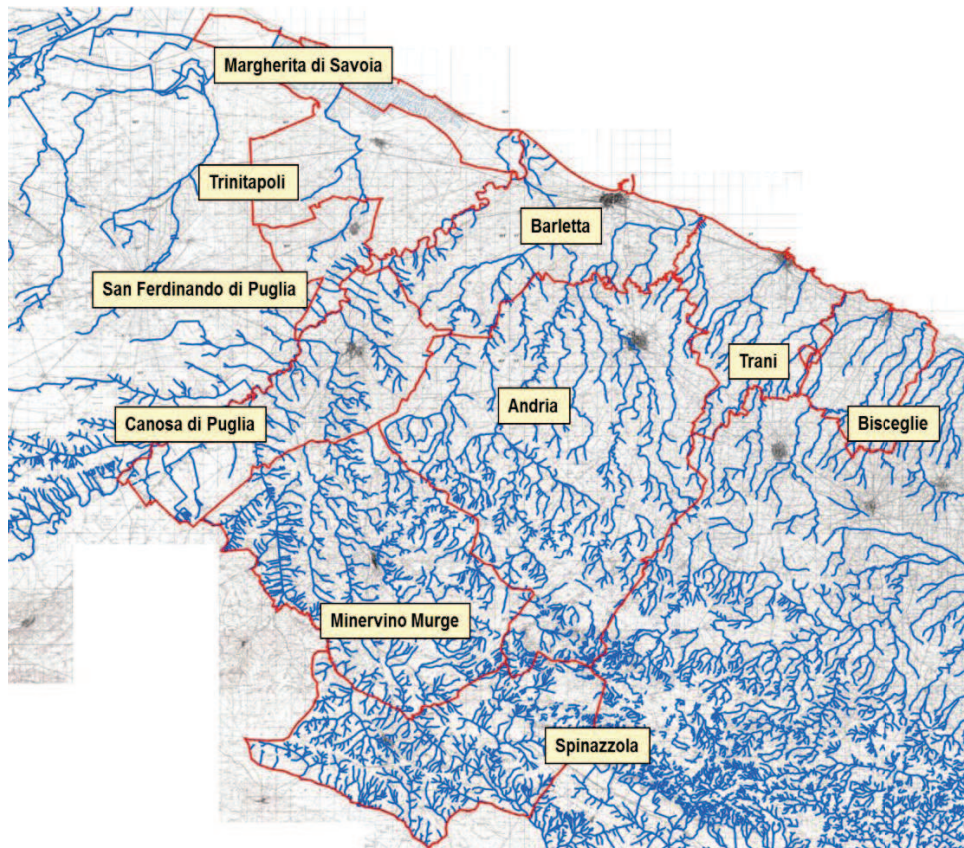 Margherita di Savoia
Trinitapoli
Barletta
San Ferdinando di Puglia
Trani
Andria
Canosa di Puglia
Bisceglie
Minervino Murge
Spinazzola